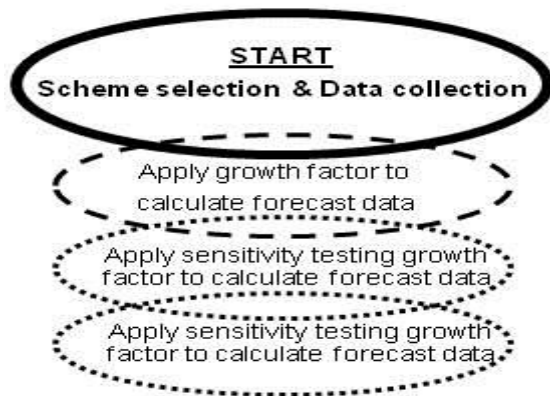 START
Scheme selection & Data collection
Apply growth factor to
calculate forecast data
Apply sensitivity testing growth
factor to calculate forecast data
Apply sensitivity testing growth
factor to calculate forecast data